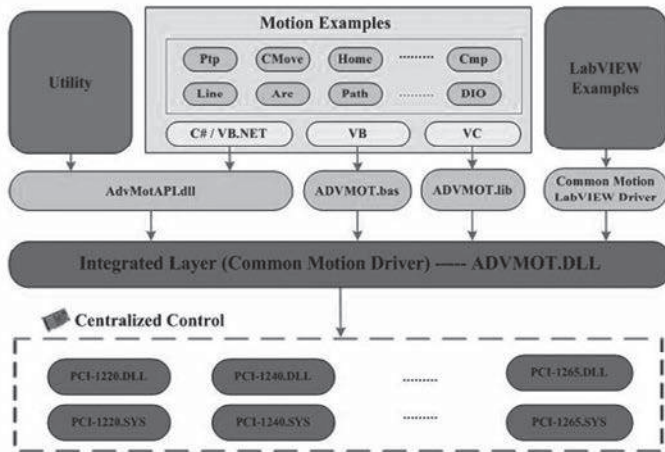 Motion Examples
Utility
Ptp
CMove
Home
.........
Cmp
Line
Arc
Path
.........
DIO
LabVIEW
Examples
C# / VB.NET
VB
VC
AdvMotAPI.dll
ADVMOT.bas
ADVMOT.lib
Common Motion
LabVIEW Driver
Integrated Layer (Common Motion Driver) ----- ADVMOT.DLL
Centralized Control
PCI-1220.DLL
PCI-1240.DLL
.........
PCI-1265.DLL
PCI-1220.SYS
PCI-1240.SYS
.........
PCI-1265.SYS